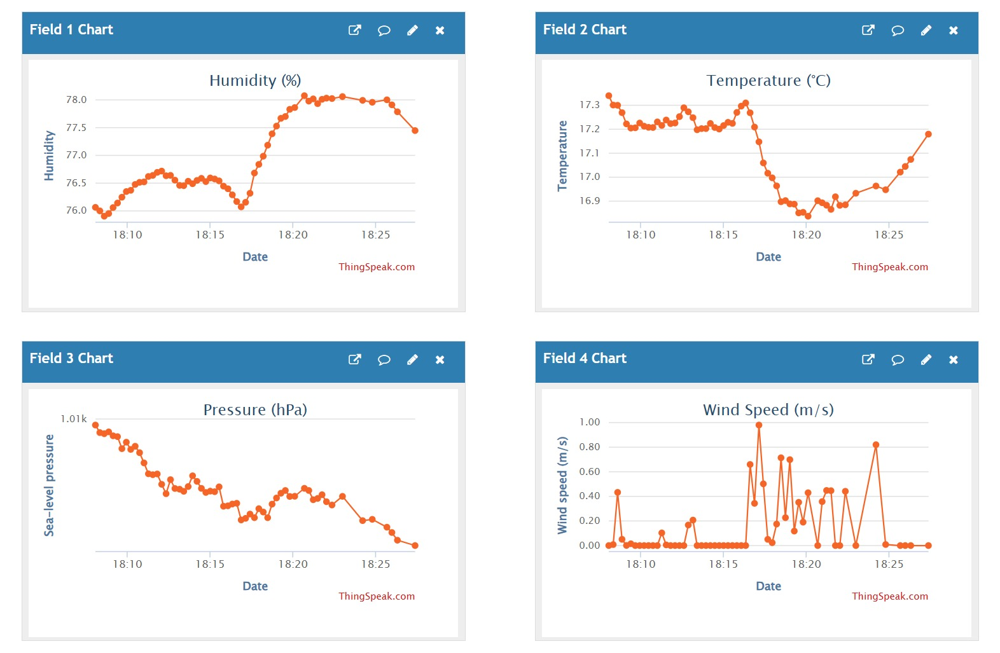 Field 1 Chart
Humidity (%)
78.0
77.5
77.0
76.5
76.0
Humidity
18:10 18:15 18:20 18:25
Date
ThingSpeak.com
Field 2 Chart
Temperature (°C)
17.3
17.2
17.1
17.0
16.9
Temperature
18:10 18:15 18:20 18:25
Date
ThingSpeak.com
Field 3 Chart
Pressure (hPa)
1.01k
Sea-level pressure
18:10 18:15 18:20 18:25
Date
ThingSpeak.com
Field 4 Chart
Wind Speed (m/s)
1.00
0.80
0.60
0.40
0.20
0.00
Wind speed (m/s)
18:10 18:15 18:20 18:25
Date
ThingSpeak.com